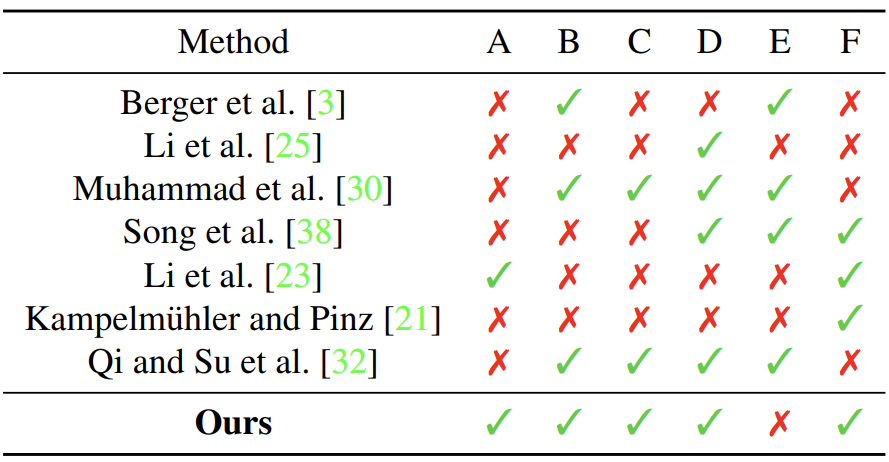 Method A B C D E F
Berger et al. [3] ✗ ✓ ✗ ✗ ✓ ✗
Li et al. [25] ✗ ✗ ✗ ✓ ✗ ✗
Muhammad et al. [30] ✗ ✓ ✓ ✓ ✓ ✗
Song et al. [38] ✗ ✗ ✗ ✓ ✓ ✓
Li et al. [23] ✓ ✗ ✗ ✗ ✗ ✓
Kampelmühler and Pinz [21] ✗ ✗ ✗ ✗ ✗ ✓
Qi and Su et al. [32] ✗ ✓ ✓ ✓ ✓ ✗
Ours ✓ ✓ ✓ ✓ ✗ ✓